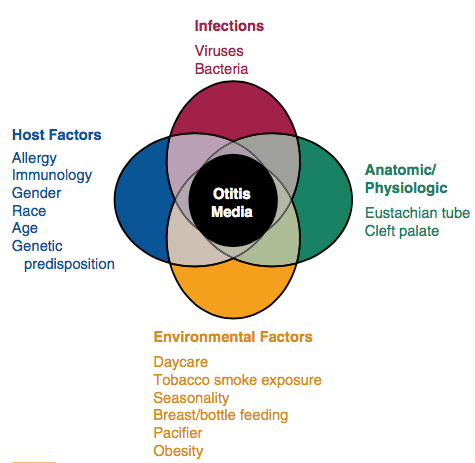 Infections
Viruses
Bacteria
Host Factors
Allergy
Immunology
Gender
Race
Age
Genetic
predisposition
Otitis
Media
Anatomic/
Physiologic
Eustachian tube
Cleft palate
Environmental Factors
Daycare
Tobacco smoke exposure
Seasonality
Breast/bottle feeding
Pacifier
Obesity